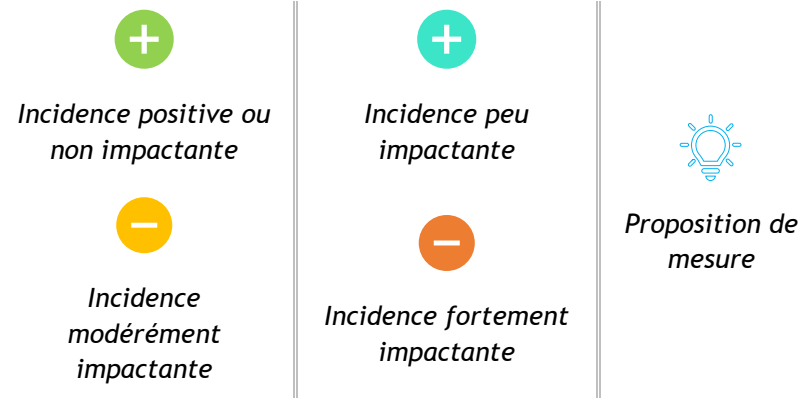 Incidence positive ou
non impactante
Incidence
modérément
impactante
Incidence peu
impactante
Incidence fortement
impactante
Proposition de
mesure